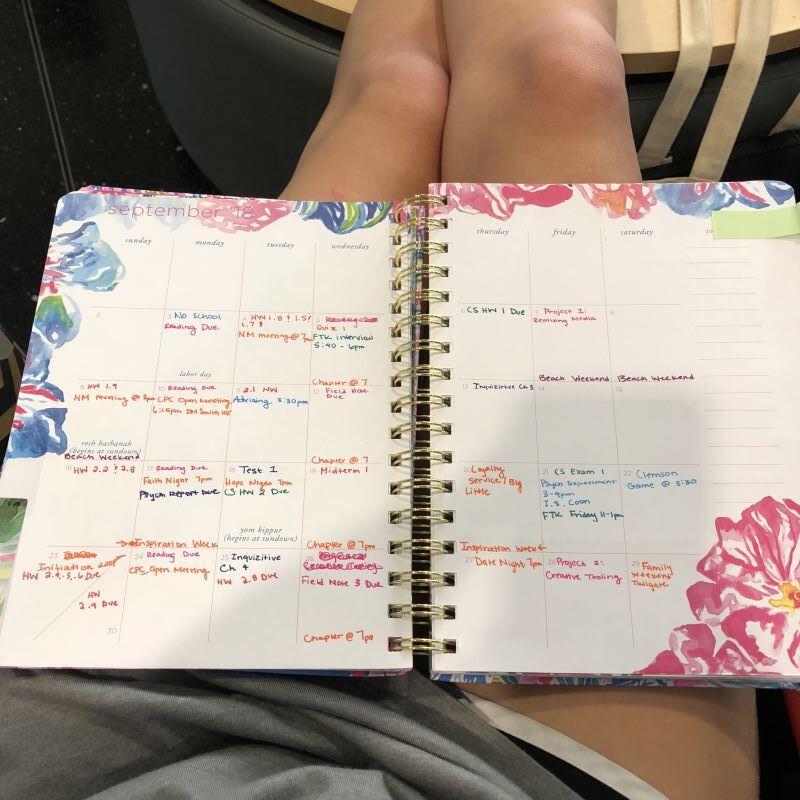 september '18
sunday
monday
tuesday
wednesday
thursday
friday
saturday
1
2
3 No School
Reading Due
labor day
4 HW 1.8 ! 1.5!
1.7 !
NM meeting @ 7pm
5
Quiz 1
FTK interview
5:40 - 6pm
Chapter @ 7
6 CS HW 1 Due
7 Project 1:
Remixing Media
Beach Weekend
8
Beach Weekend
9 HW 1.9
NM Meeting @ 8pm
rosh hashanah
(begins at sundown)
Beach Weekend
10 Reading Due
CPC Open Meeting
6:15pm DM Smith 105
11 2.1 HW
Advising 3:30pm
12 Field Note
Due
Chapter @ 7
13 Inquizitive Ch 3
14
15
16 HW 2.2 ! 2.3
17 Reading Due
Faith Night 7pm
Psych Report Due
Inspiration Week
18 Test 1
Hope Night 7pm
CS HW 2 Due
yom kippur
(begins at sundown)
19 Midterm 1
Chapter @ 7pm
20 Loyalty
Service / Big
Little
Inspiration Week
21 CS Exam 1
Psych Experiment
3-4pm
I.S. Coon
FTK Friday 11-1pm
22 Clemson
Game @ 3:30
23
Initiation 2:00P
HW 2.4, .5, .6 Due
HW
2.9 Due
30
24 Reading Due
CPC Open Meeting
25 Inquizitive
Ch 4
HW 2.8 Due
26
Creative Tooling
Field Note 3 Due
Chapter @ 7pm
27 Date Night 7pm
28 Project 2:
Creative Tooling
29 Family
Weekend
Tailgate